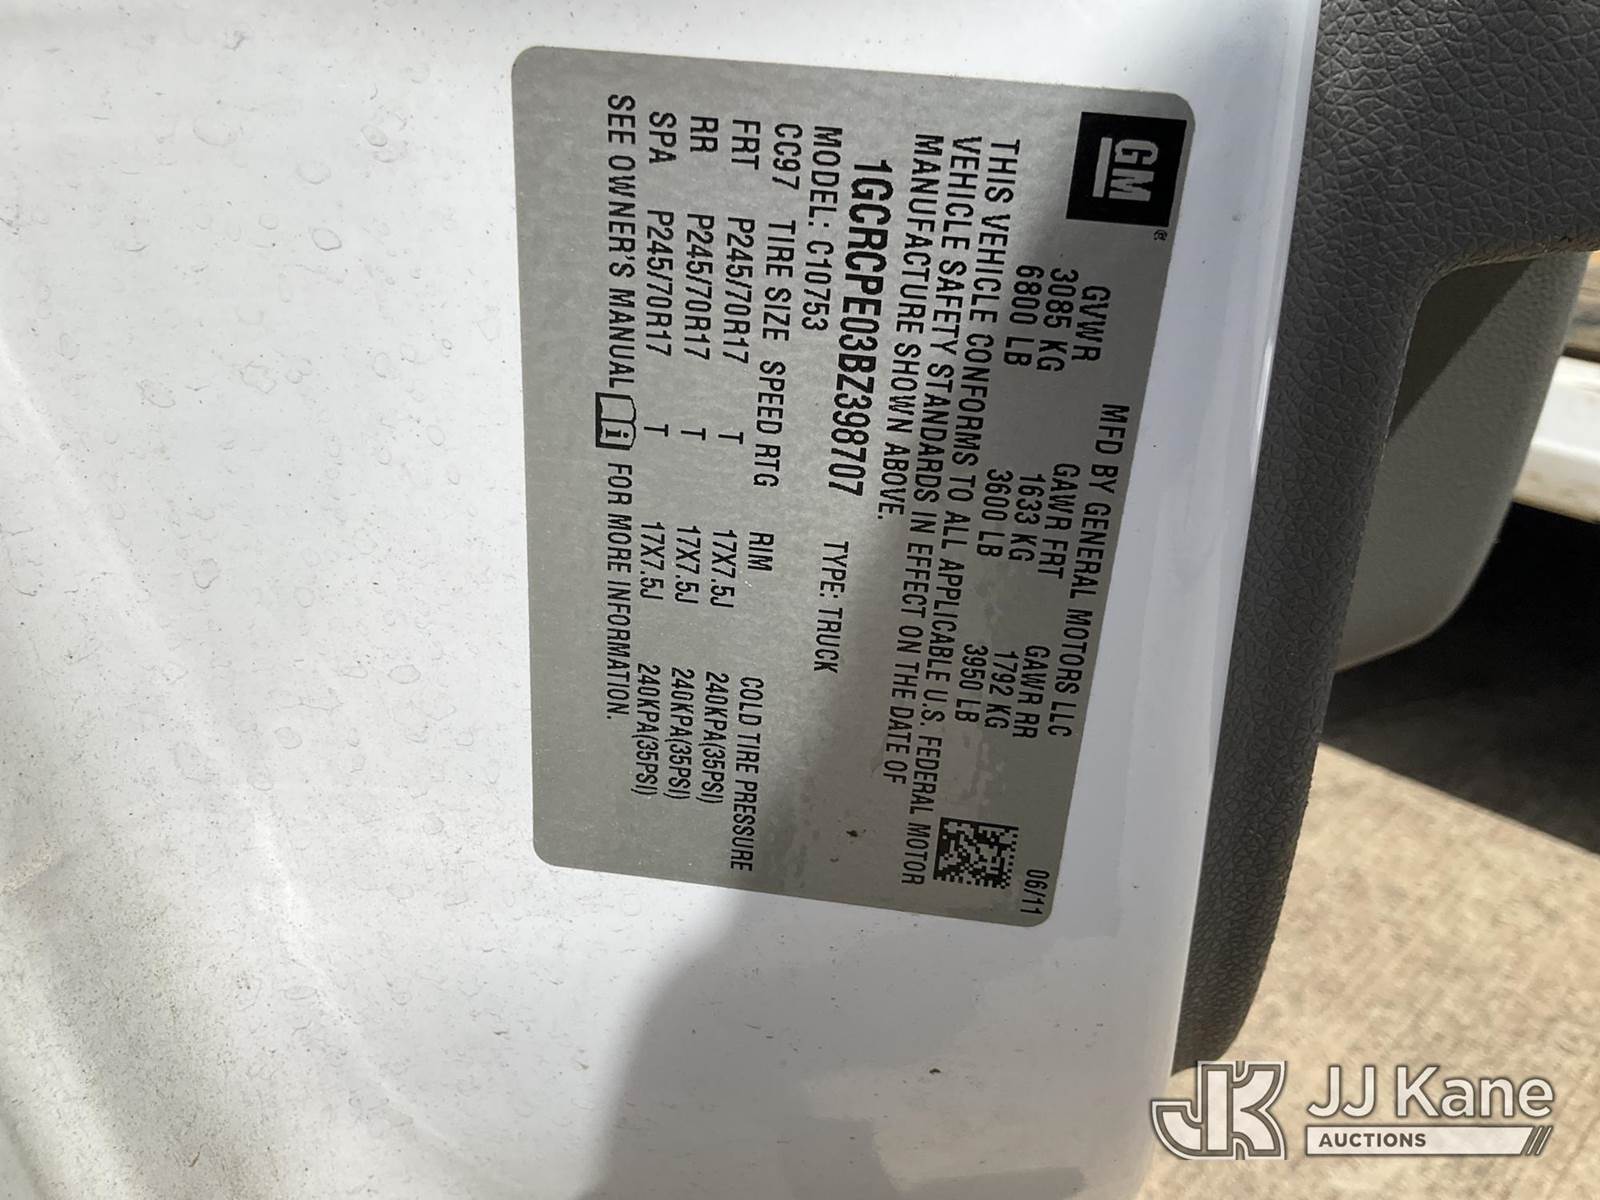 GM®
MFD BY GENERAL MOTORS LLC 06/11
GVWR GAWR FRT GAWR RR
3085 KG 1633 KG 1792 KG
6800 LB 3600 LB 3950 LB
THIS VEHICLE CONFORMS TO ALL APPLICABLE U.S. FEDERAL MOTOR
VEHICLE SAFETY STANDARDS IN EFFECT ON THE DATE OF
MANUFACTURE SHOWN ABOVE.
1GCRCPE03BZ398707 TYPE: TRUCK
MODEL: C10753
CC97 TIRE SIZE SPEED RTG RIM COLD TIRE PRESSURE
FRT P245/70R17 T 17X7.5J 240KPA(35PSI)
RR P245/70R17 T 17X7.5J 240KPA(35PSI)
SPA P245/70R17 T 17X7.5J 240KPA(35PSI)
SEE OWNER'S MANUAL i FOR MORE INFORMATION.
JK JJ Kane
AUCTIONS